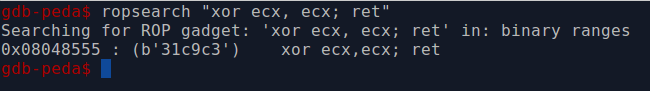 gdb-peda$ ropsearch "xor ecx, ecx; ret"
Searching for ROP gadget: 'xor ecx, ecx; ret' in: binary ranges
0x08048555 : (b'31c9c3')    xor ecx,ecx; ret
gdb-peda$